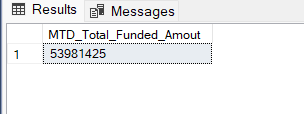 Results Messages
MTD_Total_Funded_Amout
1 53981425